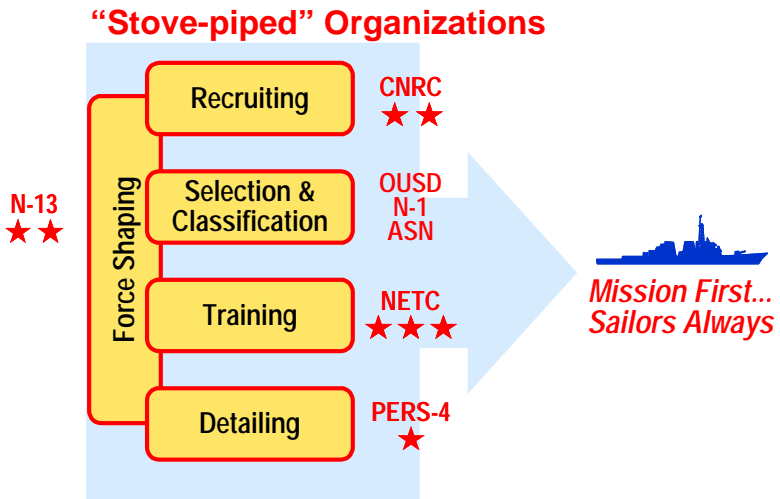 “Stove-piped” Organizations
Recruiting
CNRC
N-13
Force Shaping
Selection &
Classification
OUSD
N-1
ASN
Training
NETC
Detailing
PERS-4
Mission First...
Sailors Always